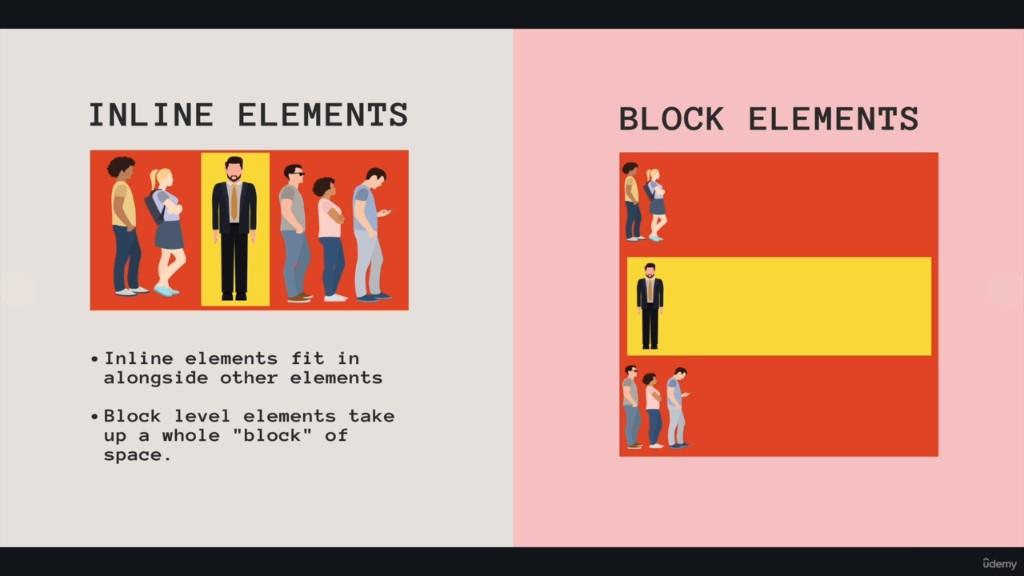 INLINE ELEMENTS
• Inline elements fit in
alongside other elements
• Block level elements take
up a whole "block" of
space.
BLOCK ELEMENTS
ûdemy